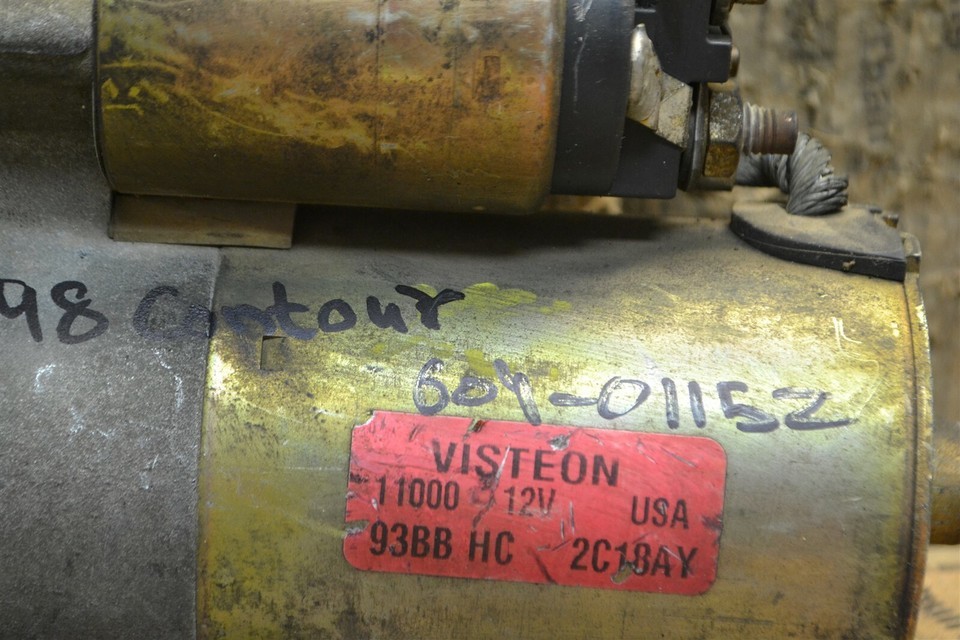 98 Contour
604-01152
VISTEON
11000 12V USA
93BB HC 2C18AY